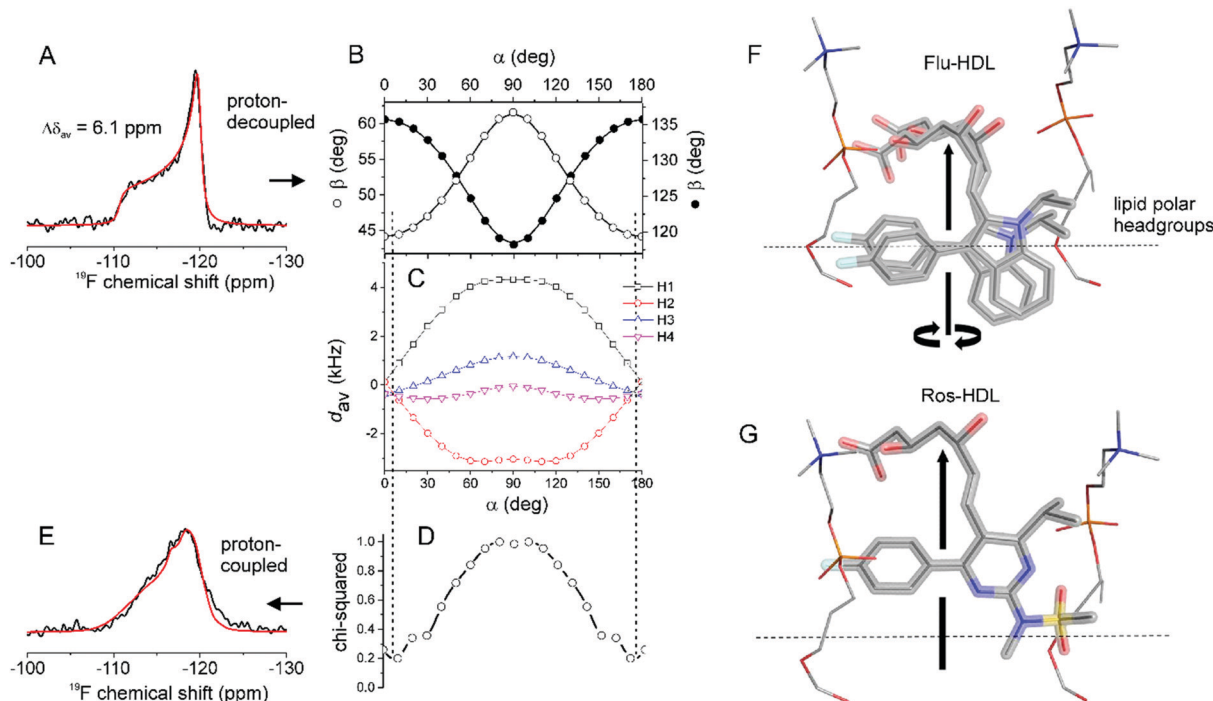 A
Δδav = 6.1 ppm
proton-
decoupled
-100 -110 -120 -130
19F chemical shift (ppm)
B
α (deg)
0 30 60 90 120 150 180
60
55
50
45
○ β (deg)
135
130
125
120
● β (deg)
C
H1
H2
H3
H4
4
2
0
-2
dav (kHz)
0 30 60 90 120 150 180
α (deg)
D
1.0
0.8
0.6
0.4
0.2
0.0
chi-squared
E
proton-
coupled
-100 -110 -120 -130
19F chemical shift (ppm)
F
Flu-HDL
lipid polar
headgroups
Ros-HDL
G